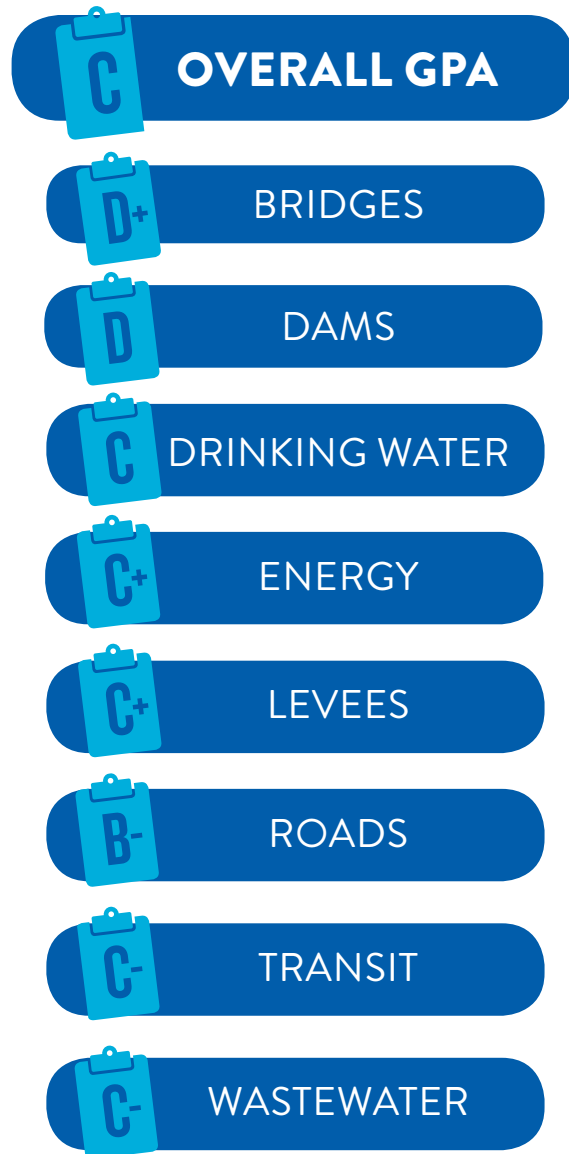 C OVERALL GPA
D+ BRIDGES
D DAMS
C DRINKING WATER
C+ ENERGY
C+ LEVEES
B- ROADS
C- TRANSIT
C- WASTEWATER